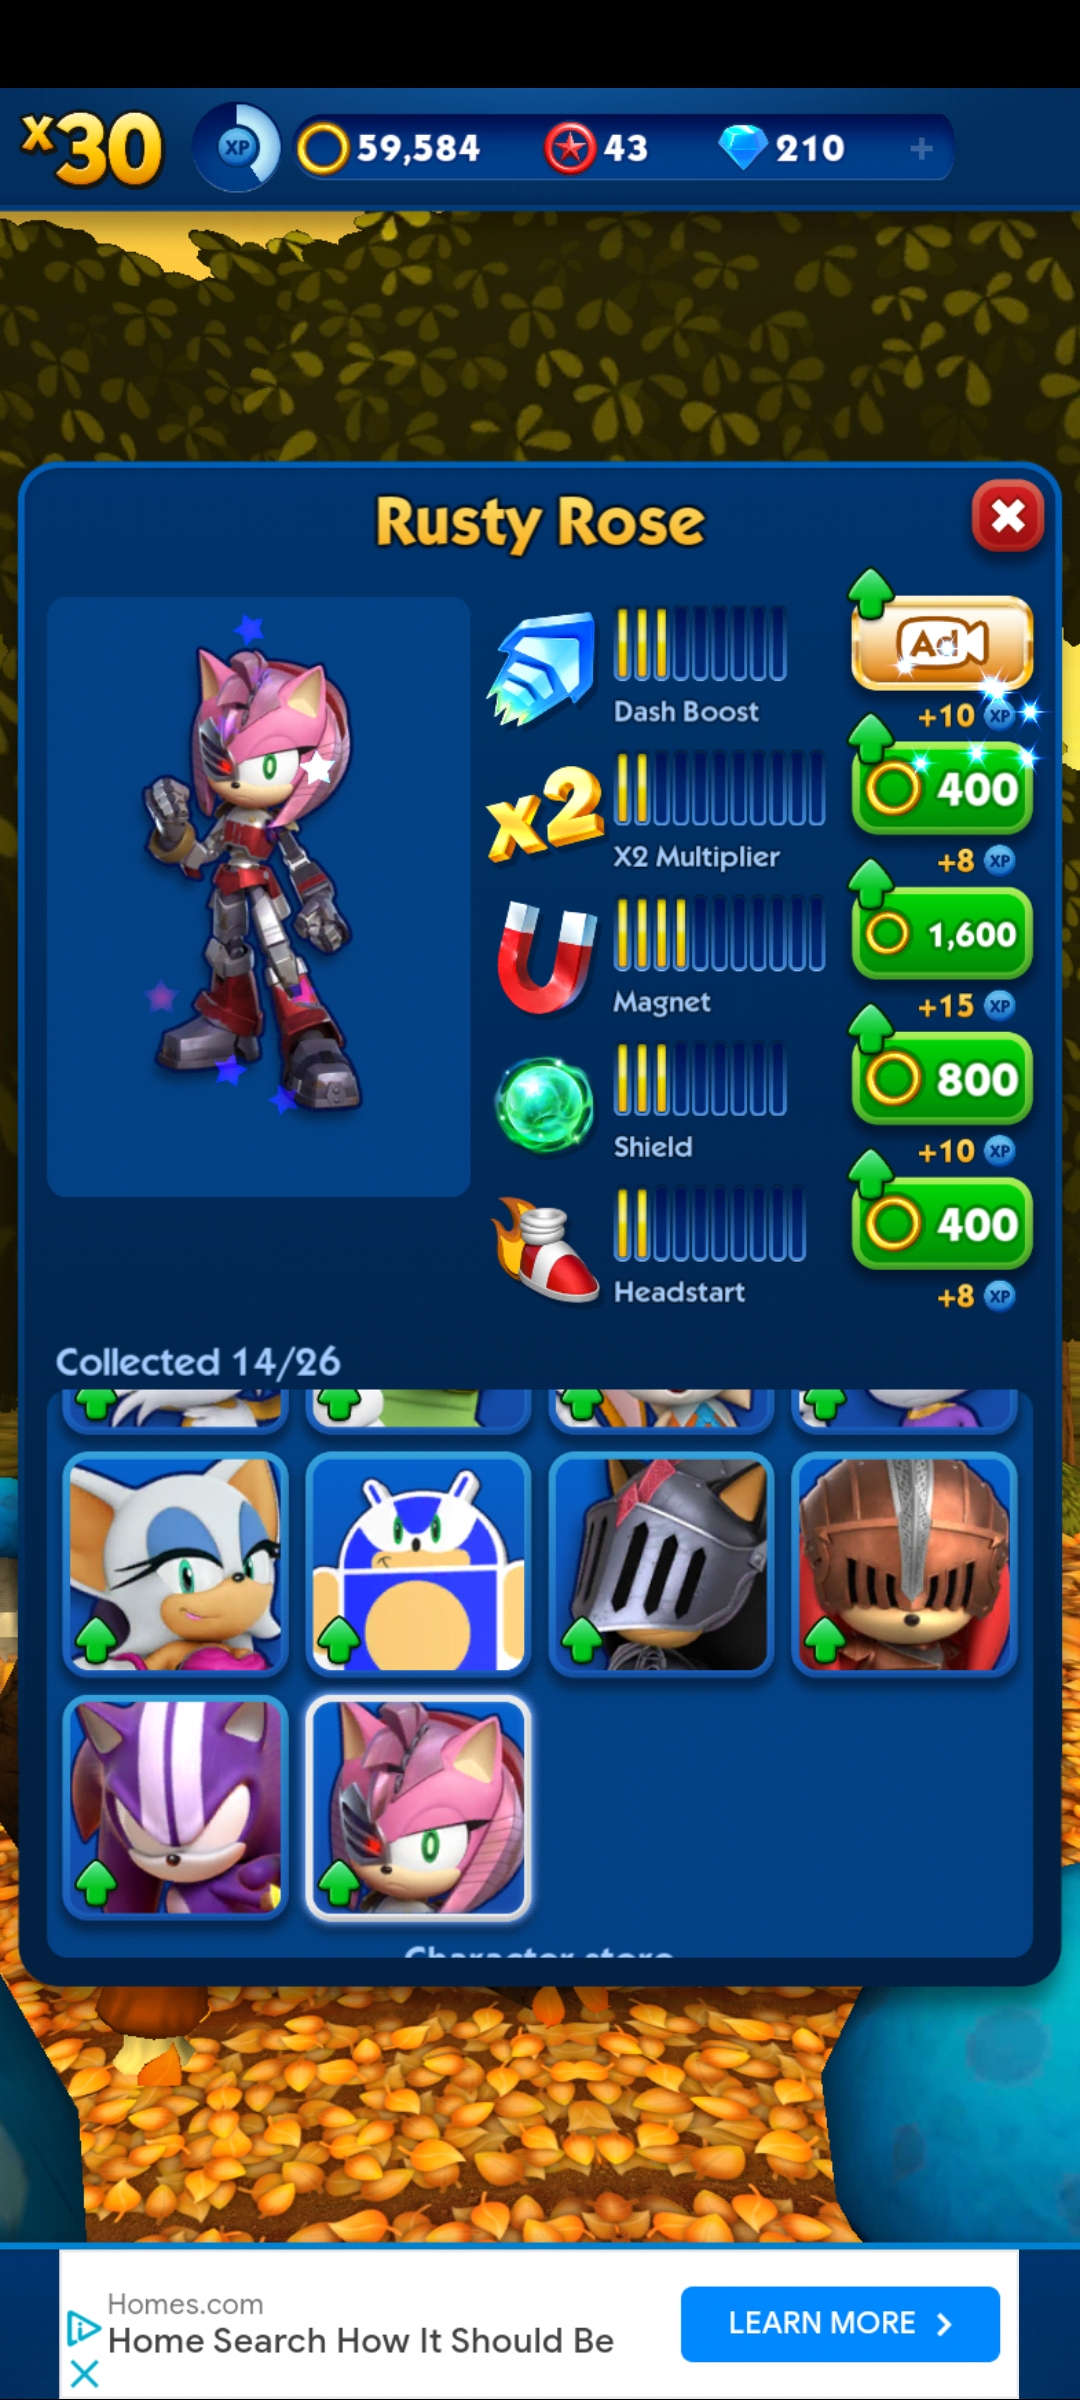 x30
XP
59,584
43
210
+
Rusty Rose
Dash Boost
Ad
+10 XP
X2
X2 Multiplier
400
+8 XP
Magnet
1,600
+15 XP
Shield
800
+10 XP
Headstart
400
+8 XP
Collected 14/26
Character store
Homes.com
Home Search How It Should Be
LEARN MORE